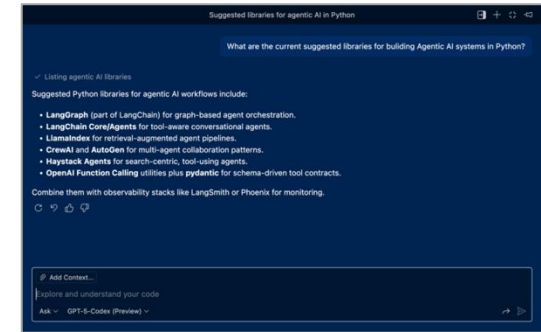 Suggested libraries for agentic AI in Python
What are the current suggested libraries for buliding Agentic AI systems in Python?
✓ Listing agentic AI libraries
Suggested Python libraries for agentic AI workflows include:
• LangGraph (part of LangChain) for graph-based agent orchestration.
• LangChain Core/Agents for tool-aware conversational agents.
• LlamaIndex for retrieval-augmented agent pipelines.
• CrewAI and AutoGen for multi-agent collaboration patterns.
• Haystack Agents for search-centric, tool-using agents.
• OpenAI Function Calling utilities plus pydantic for schema-driven tool contracts.
Combine them with observability stacks like LangSmith or Phoenix for monitoring.
Add Context...
Explore and understand your code
Ask GPT-5-Codex (Preview)